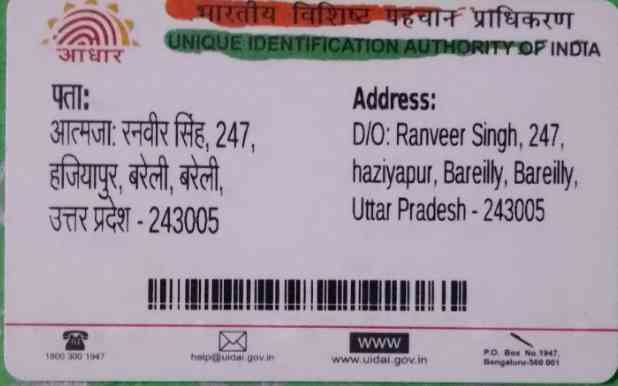 भारतीय विशिष्ट पहचान प्राधिकरण
UNIQUE IDENTIFICATION AUTHORITY OF INDIA
आधार
पता:
आत्मजा: रनवीर सिंह, 247,
हजियापुर, बरेली, बरेली,
उत्तर प्रदेश - 243005
Address:
D/O: Ranveer Singh, 247,
haziyapur, Bareilly, Bareilly,
Uttar Pradesh - 243005
1800 300 1947
help@uidai.gov.in
WWW
www.uidai.gov.in
P.O. Box No.1947,
Bengaluru-560 001